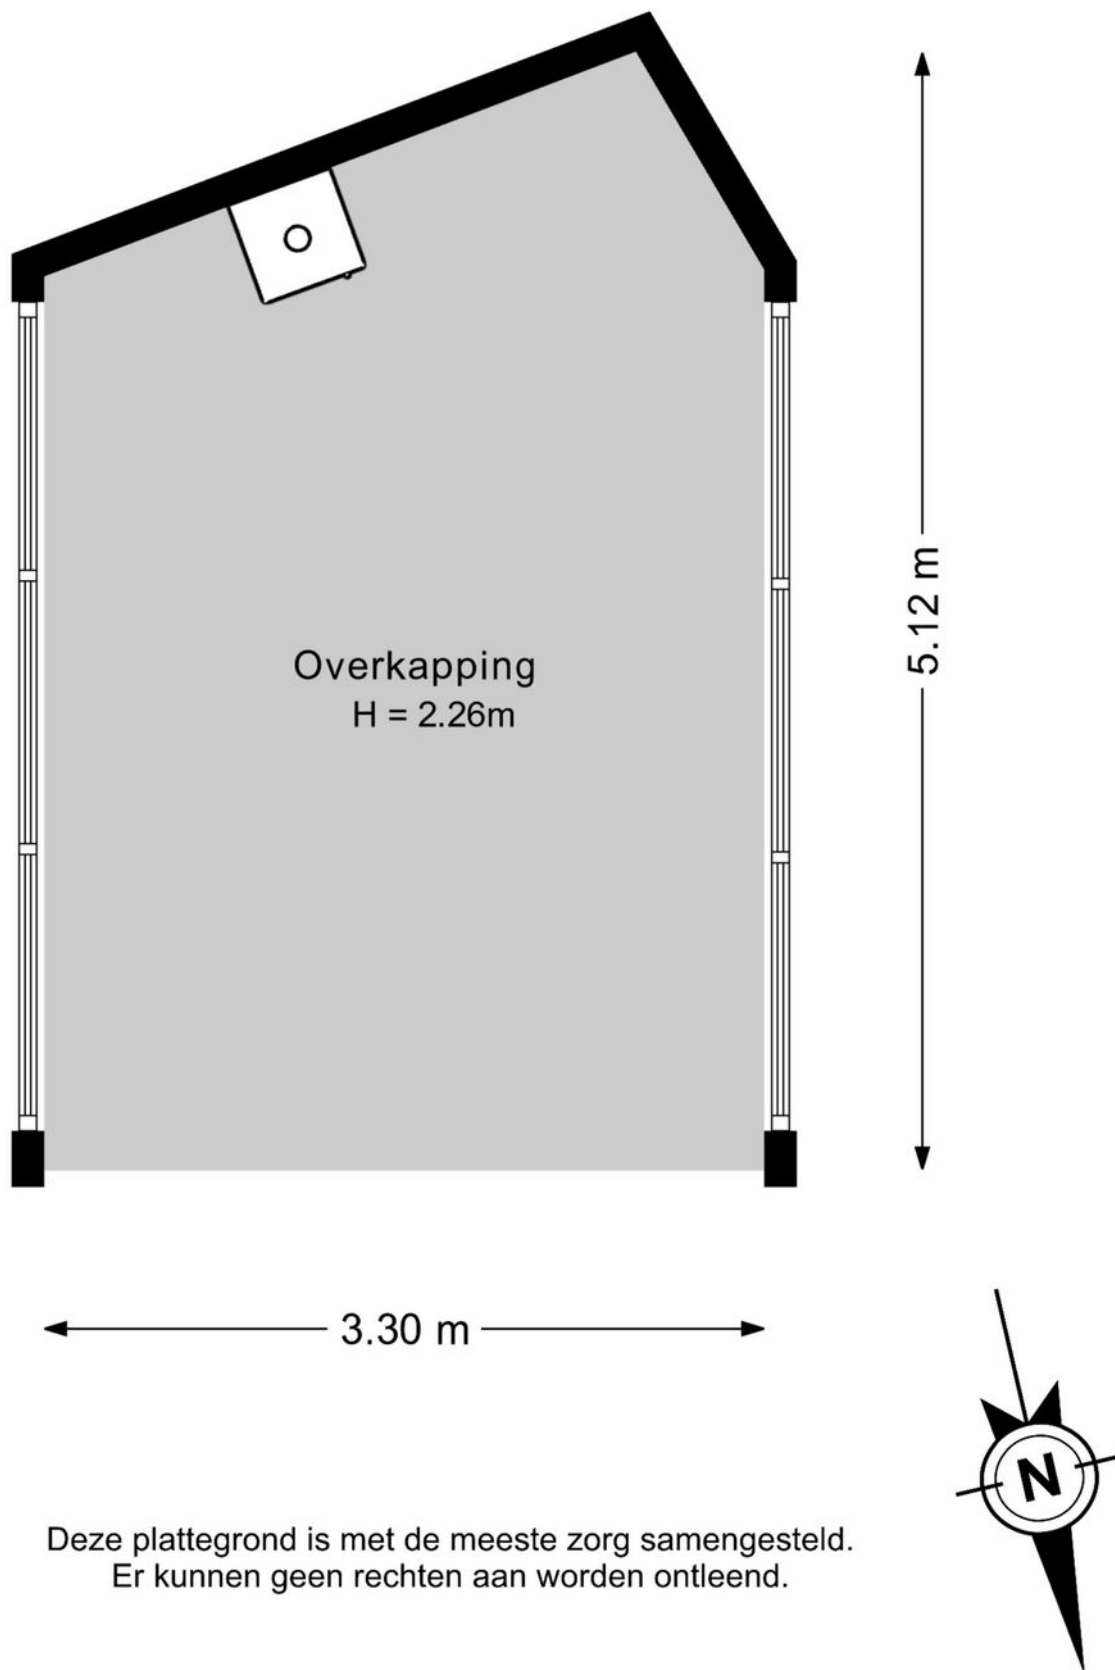 5.12 m
Overkapping
H = 2.26m
3.30 m
N
Deze plattegrond is met de meeste zorg samengesteld.
Er kunnen geen rechten aan worden ontleend.